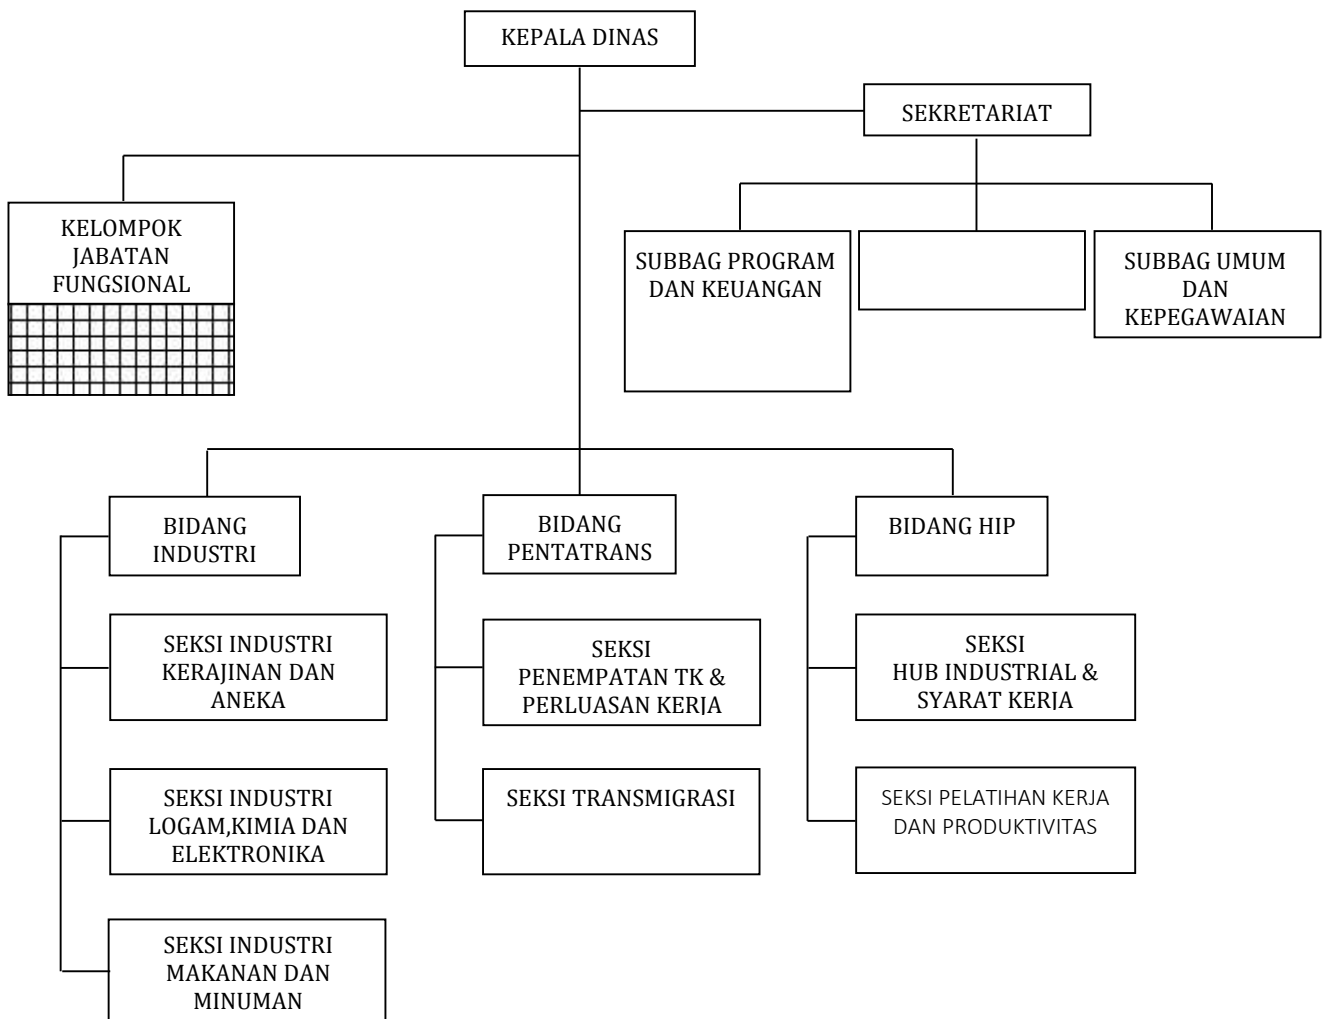 KEPALA DINAS
SEKRETARIAT
KELOMPOK
JABATAN
FUNGSIONAL
SUBBAG PROGRAM
DAN KEUANGAN
SUBBAG UMUM
DAN
KEPEGAWAIAN
BIDANG
INDUSTRI
BIDANG
PENTATRANS
BIDANG HIP
SEKSI INDUSTRI
KERAJINAN DAN
ANEKA
SEKSI
PENEMPATAN TK &
PERLUASAN KERJA
SEKSI
HUB INDUSTRIAL &
SYARAT KERJA
SEKSI INDUSTRI
LOGAM,KIMIA DAN
ELEKTRONIKA
SEKSI TRANSMIGRASI
SEKSI PELATIHAN KERJA
DAN PRODUKTIVITAS
SEKSI INDUSTRI
MAKANAN DAN
MINUMAN